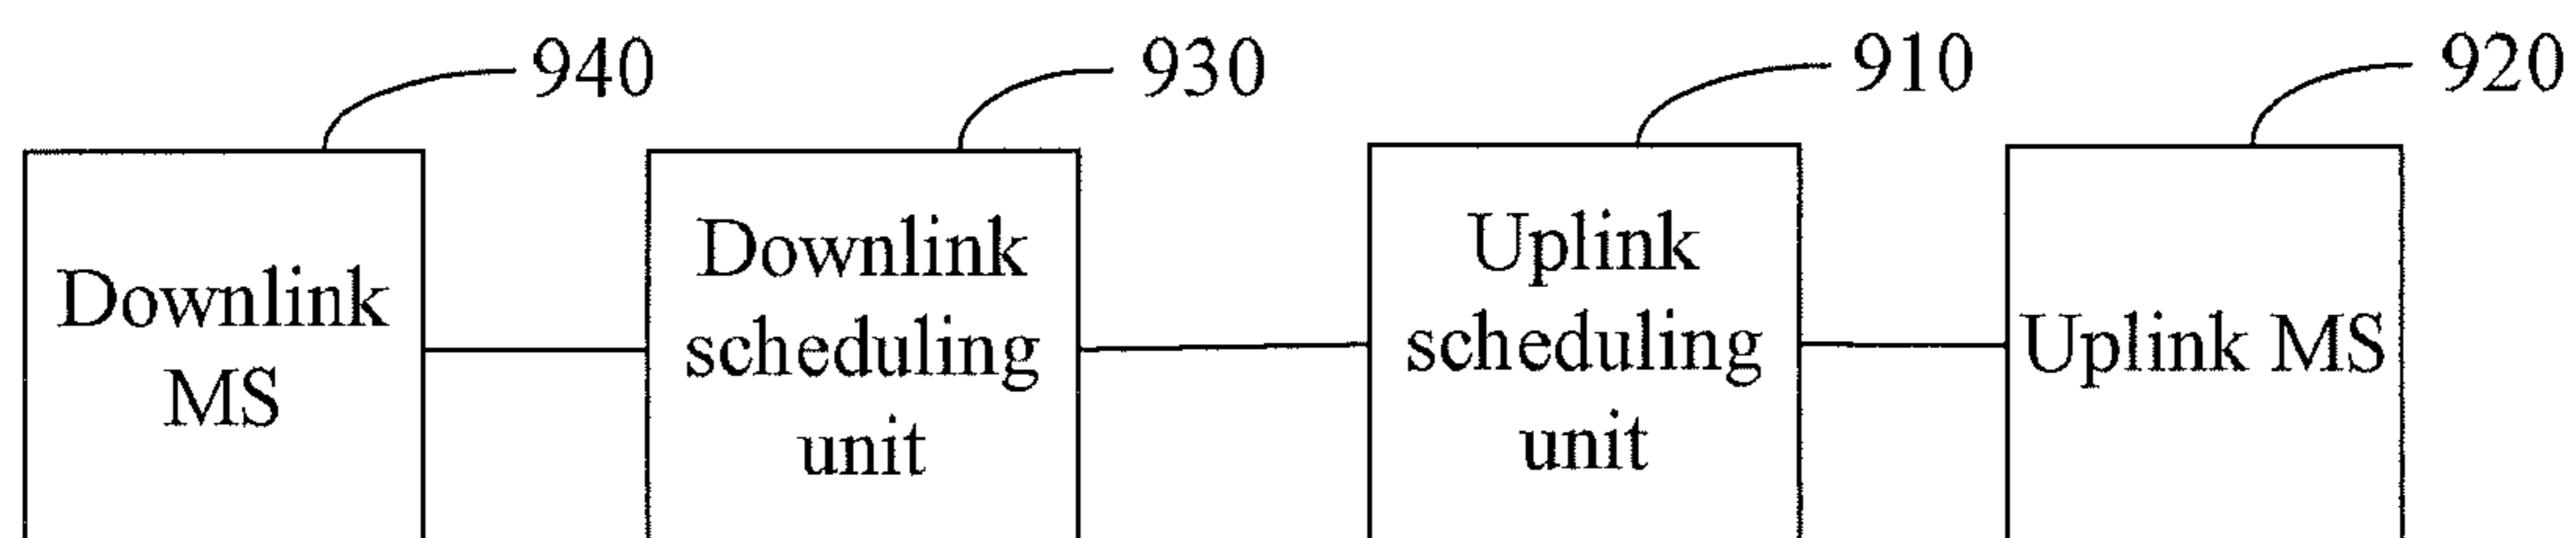 940
930
910
920
Downlink
MS
Downlink
scheduling
unit
Uplink
scheduling
unit
Uplink MS